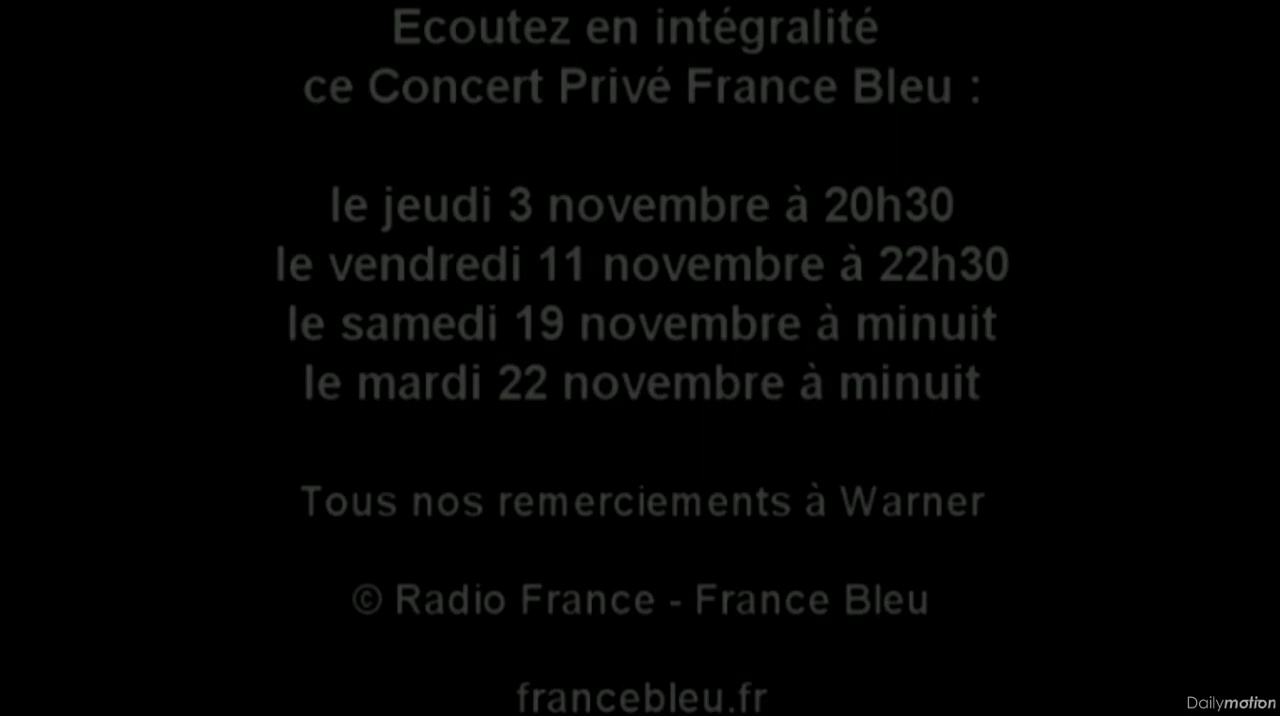 Ecoutez en intégralité
ce Concert Privé France Bleu :
le jeudi 3 novembre à 20h30
le vendredi 11 novembre à 22h30
le samedi 19 novembre à minuit
le mardi 22 novembre à minuit
Tous nos remerciements à Warner
© Radio France - France Bleu
francebleu.fr
Dailymotion